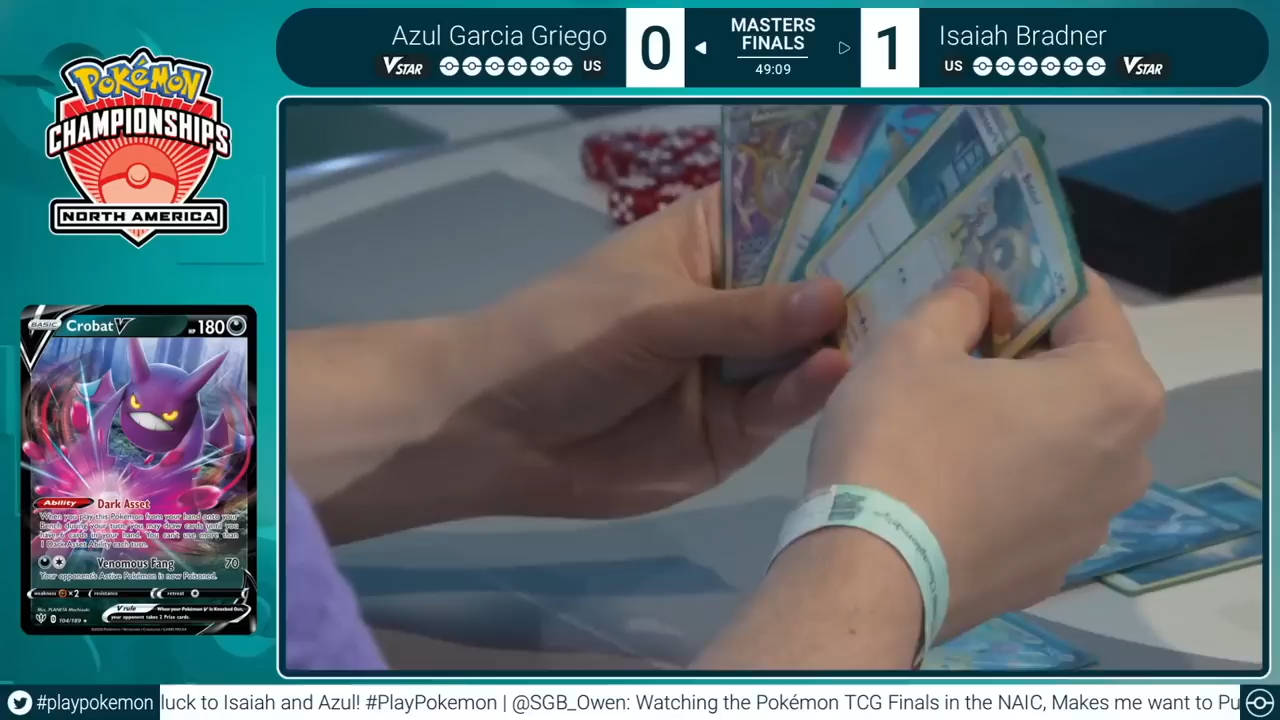 Azul Garcia Griego
VSTAR
US
0
MASTERS
FINALS
49:09
1
Isaiah Bradner
US
VSTAR
Pokémon
CHAMPIONSHIPS
NORTH AMERICA
BASIC
Crobat V
HP 180
Ability Dark Asset
When you play this Pokémon from your hand onto your
Bench during your turn, you may draw cards until you
have 6 cards in your hand. You can't use more than
1 Dark Asset Ability each turn.
Venomous Fang 70
Your opponent's Active Pokémon is now Poisoned.
weakness ×2 resistance retreat
V rule When your Pokémon V is Knocked Out,
your opponent takes 2 Prize cards.
104/189
#playpokemon
luck to Isaiah and Azul! #PlayPokemon | @SGB_Owen: Watching the Pokémon TCG Finals in the NAIC, Makes me want to Pu